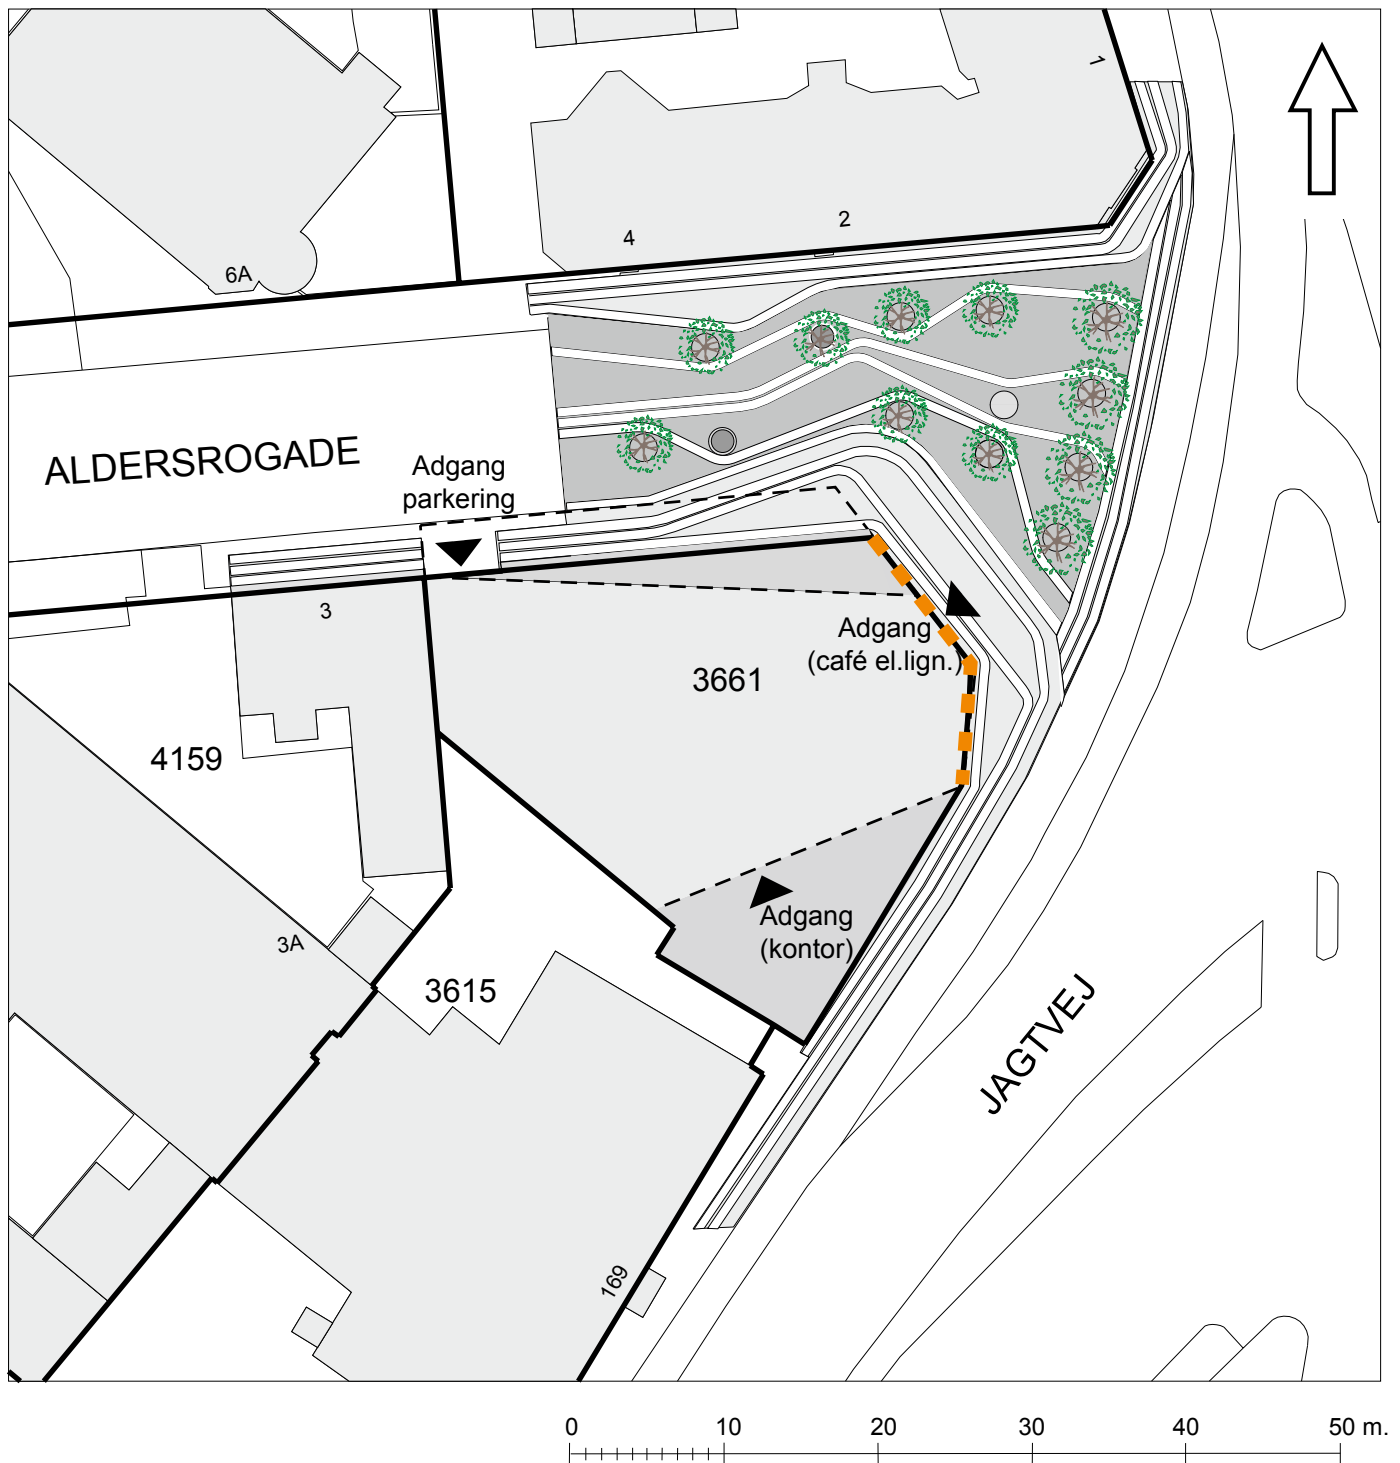 1
2
4
6A
ALDERSROGADE
Adgang
parkering
3
Adgang
(café el.lign.)
3661
4159
Adgang
(kontor)
3A
3615
JAGTVEJ
169
0 10 20 30 40 50 m.